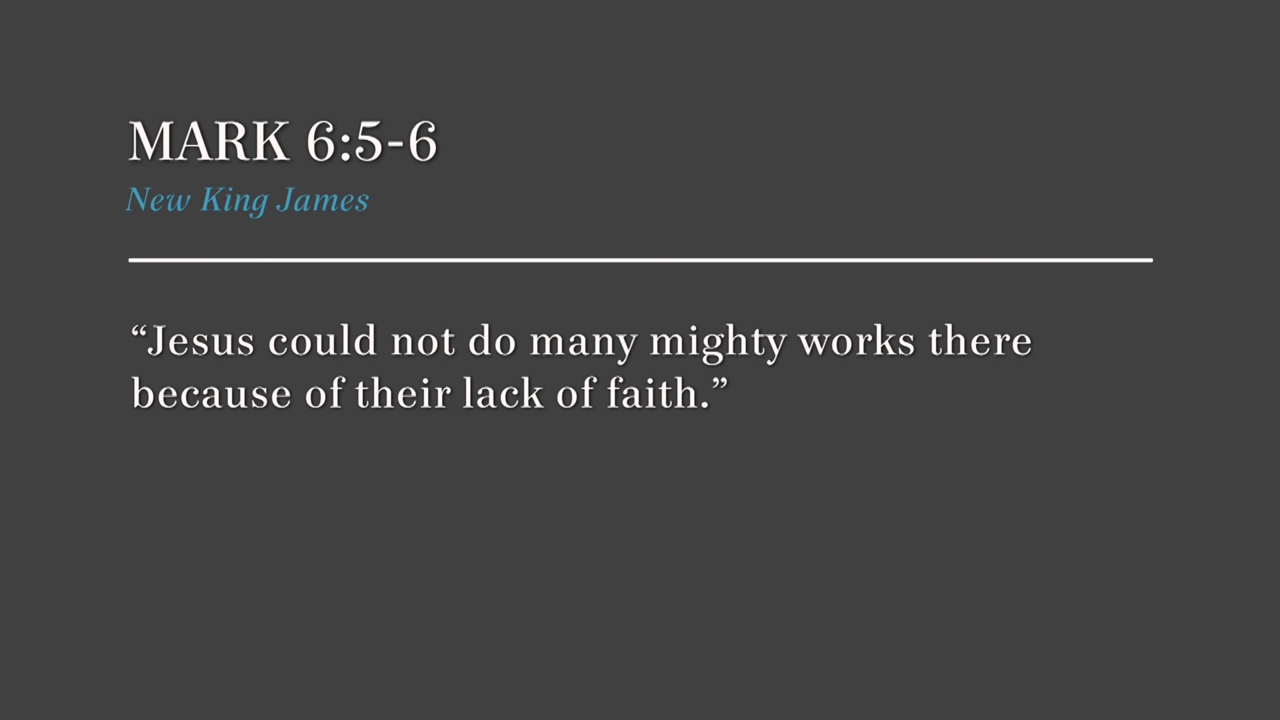 MARK 6:5-6
New King James
“Jesus could not do many mighty works there
because of their lack of faith.”